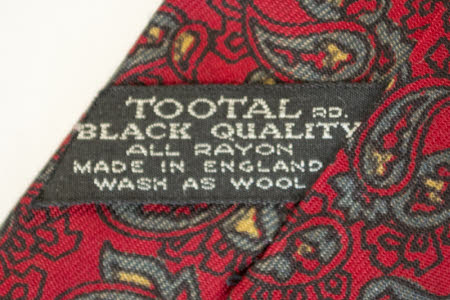 TOOTAL RD.
BLACK QUALITY
ALL RAYON
MADE IN ENGLAND
WASH AS WOOL